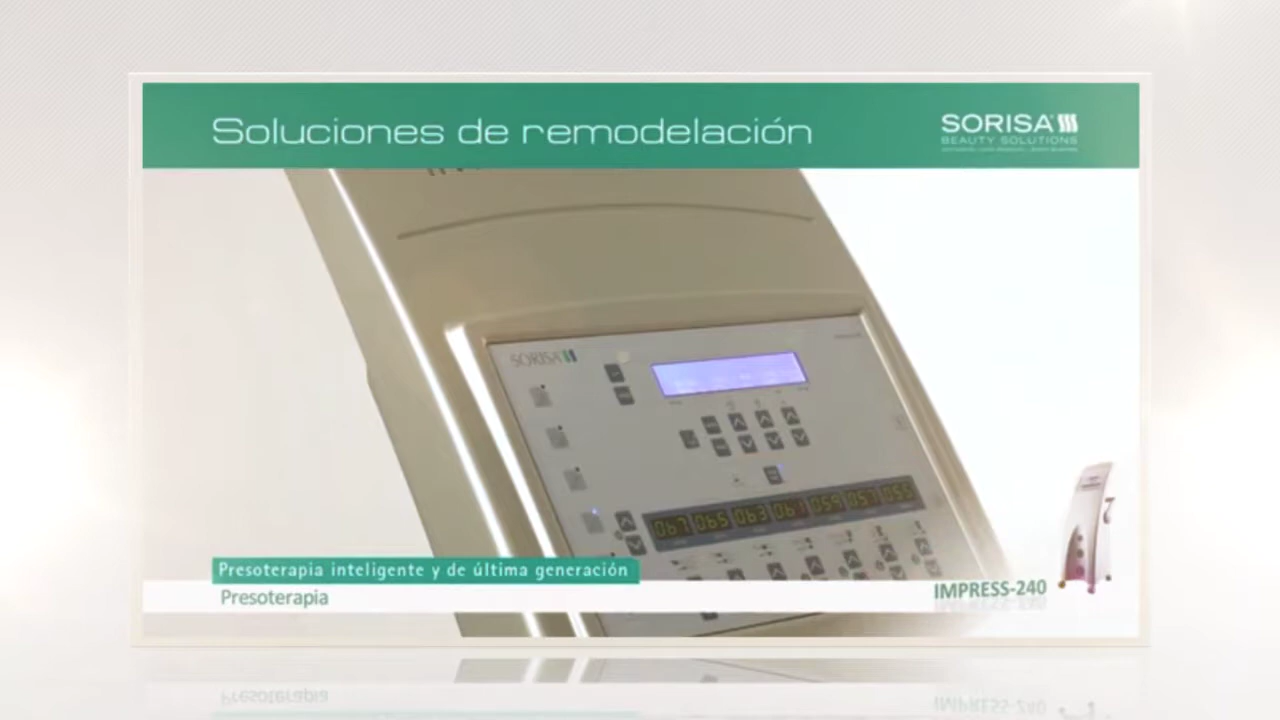 Soluciones de remodelación
SORISA
BEAUTY SOLUTIONS
SORISA
067 065 063 061 059 057 055
Presoterapia inteligente y de última generación
Presoterapia
IMPRESS-240